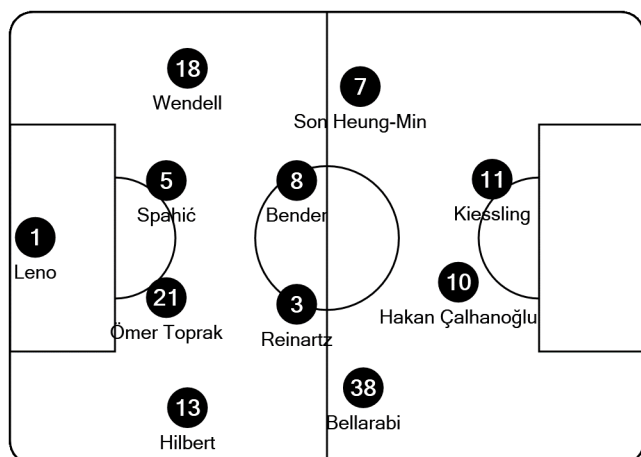 18
Wendell
7
Son Heung-Min
5
Spahić
8
Bender
11
Kiessling
1
Leno
21
Ömer Toprak
3
Reinartz
10
Hakan Çalhanoğlu
13
Hilbert
38
Bellarabi